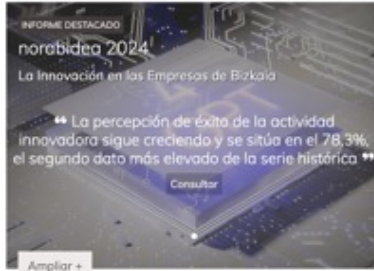 INFORME DESTACADO
norabidea 2024
La Innovación en las Empresas de Bizkaia
“ La percepción de éxito de la actividad
innovadora sigue creciendo y se sitúa en el 78,3%,
el segundo dato más elevado de la serie histórica ”
Consultar
Ampliar +